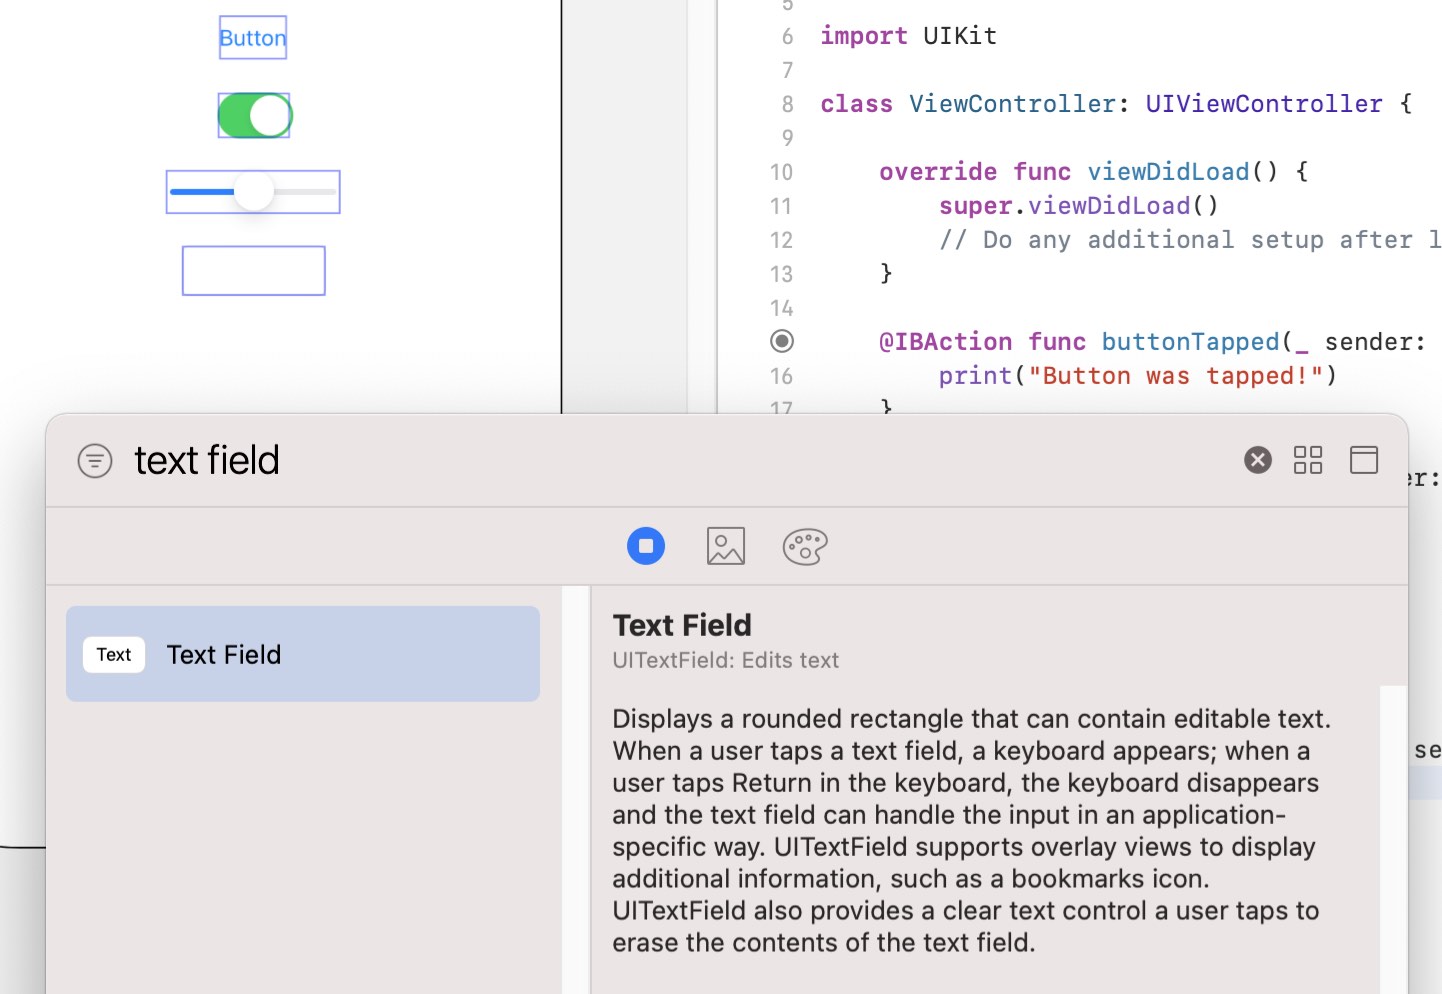 Button
5
6 import UIKit
7
8 class ViewController: UIViewController {
9
10 override func viewDidLoad() {
11 super.viewDidLoad()
12 // Do any additional setup after l
13 }
14
@IBAction func buttonTapped(_ sender:
16 print("Button was tapped!")
17 }
text field
er:
Text Text Field
Text Field
UITextField: Edits text
Displays a rounded rectangle that can contain editable text.
When a user taps a text field, a keyboard appears; when a
se
user taps Return in the keyboard, the keyboard disappears
and the text field can handle the input in an application-
specific way. UITextField supports overlay views to display
additional information, such as a bookmarks icon.
UITextField also provides a clear text control a user taps to
erase the contents of the text field.